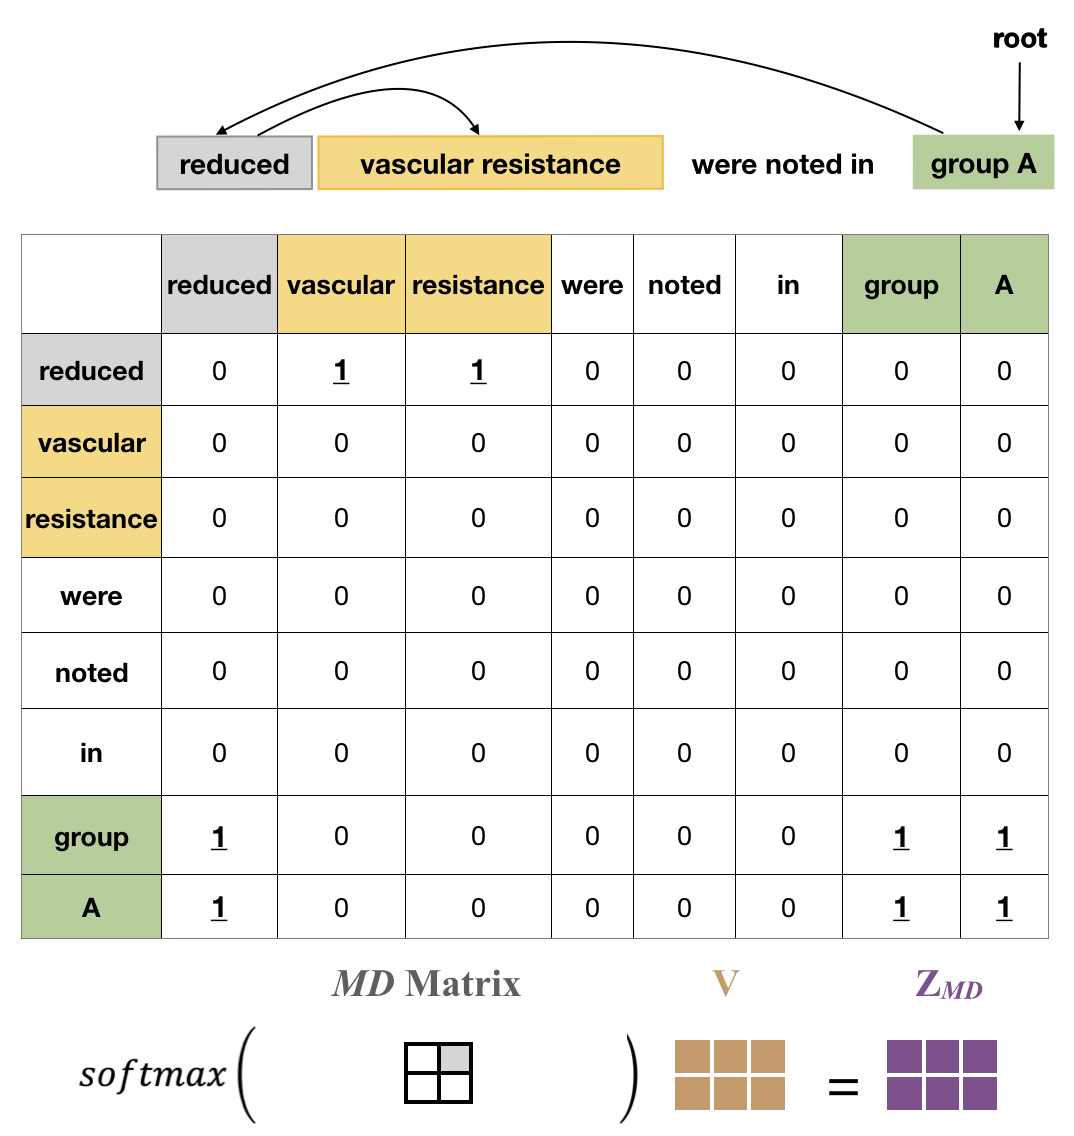 root
reduced vascular resistance were noted in group A
reduced vascular resistance were noted in group A
reduced 0 1 1 0 0 0 0 0
vascular 0 0 0 0 0 0 0 0
resistance 0 0 0 0 0 0 0 0
were 0 0 0 0 0 0 0 0
noted 0 0 0 0 0 0 0 0
in 0 0 0 0 0 0 0 0
group 1 0 0 0 0 0 1 1
A 1 0 0 0 0 0 1 1
MD Matrix V Z_MD
softmax ( ) =